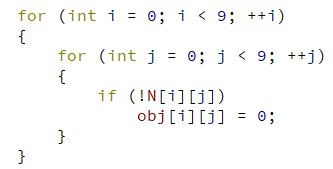 for (int i = 0; i < 9; ++i)
{
    for (int j = 0; j < 9; ++j)
    {
        if (!N[i][j])
            obj[i][j] = 0;
    }
}